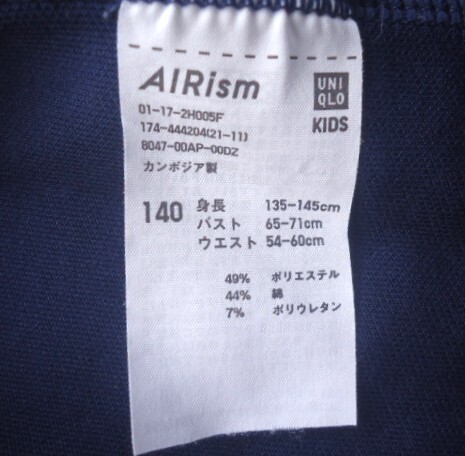 AIRism
UNI
QLO
KIDS
01-17-2H005F
174-444204(21-11)
8047-00AP-00DZ
カンボジア製
140 身長 135-145cm
バスト 65-71cm
ウエスト 54-60cm
49% ポリエステル
44% 綿
7% ポリウレタン